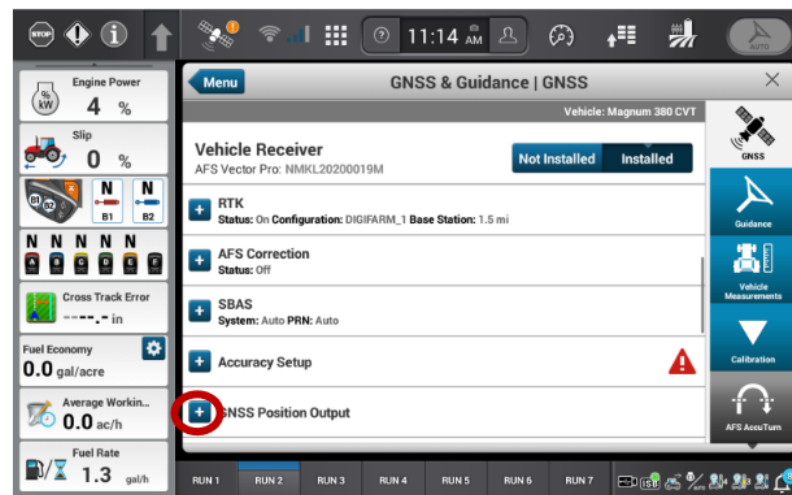 STOP
11:14 AM
AUTO
% kW
Engine Power
4 %
Slip
0 %
B1 B2
N N
B1 B2
N N N N N
A B C D E F
Cross Track Error
----.- in
Fuel Economy
0.0 gal/acre
Average Workin...
0.0 ac/h
Fuel Rate
1.3 gal/h
Menu
GNSS & Guidance | GNSS
Vehicle: Magnum 380 CVT
Vehicle Receiver
AFS Vector Pro: NMKL20200019M
Not Installed Installed
RTK
Status: On Configuration: DIGIFARM_1 Base Station: 1.5 mi
AFS Correction
Status: Off
SBAS
System: Auto PRN: Auto
Accuracy Setup
GNSS Position Output
GNSS
Guidance
Vehicle
Measurements
Calibration
AFS AccuTurn
RUN 1 RUN 2 RUN 3 RUN 4 RUN 5 RUN 6 RUN 7
ISB